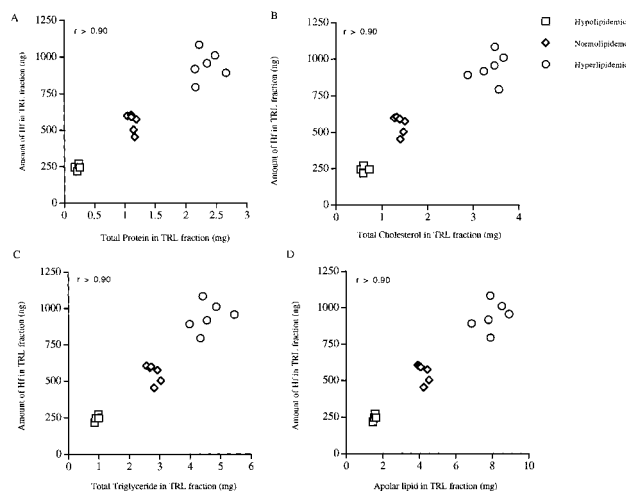 A
r > 0.90
Amount of Hf in TRL fraction (ng)
1250
1000
750
500
250
0
0 0.5 1 1.5 2 2.5 3
Total Protein in TRL fraction (mg)
B
r > 0.90
Amount of Hf in TRL fraction (ng)
1250
1000
750
500
250
0
0 1 2 3 4
Total Cholesterol in TRL fraction (mg)
Hypolipidemic
Normolipidemic
Hyperlipidemic
C
r > 0.90
Amount of Hf in TRL fraction (ng)
1250
1000
750
500
250
0
0 1 2 3 4 5 6
Total Triglyceride in TRL fraction (mg)
D
r > 0.90
Amount of Hf in TRL fraction (ng)
1250
1000
750
500
250
0
0 2 4 6 8 10
Apolar lipid in TRL fraction (mg)